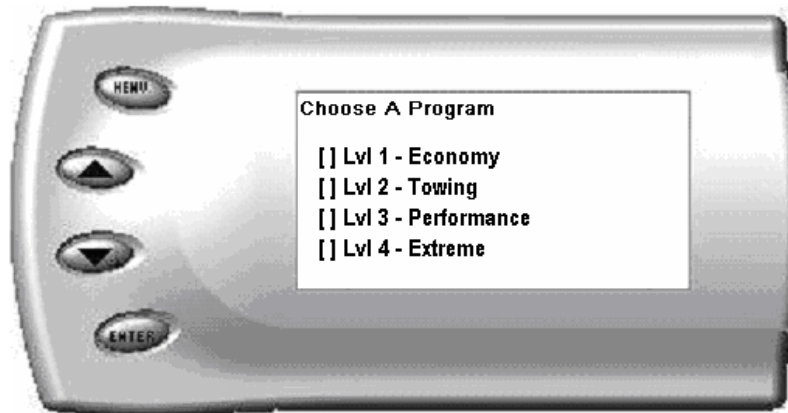 MENU
Choose A Program
[ ] Lvl 1 - Economy
[ ] Lvl 2 - Towing
[ ] Lvl 3 - Performance
[ ] Lvl 4 - Extreme
ENTER